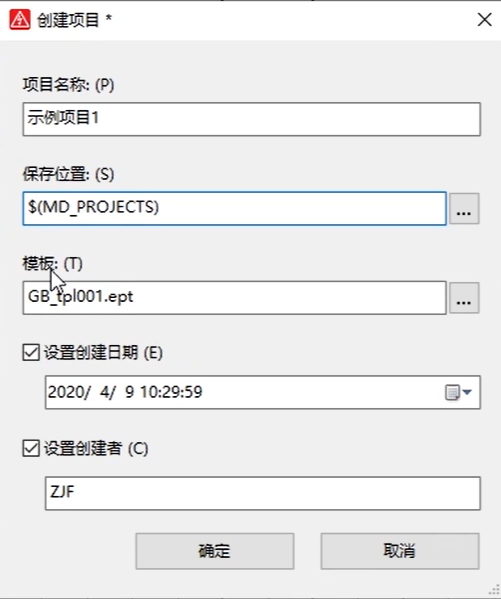 创建项目 *
项目名称: (P)
示例项目1
保存位置: (S)
$(MD_PROJECTS)
...
模板: (T)
GB_tpl001.ept
...
设置创建日期 (E)
2020/ 4/ 9 10:29:59
设置创建者 (C)
ZJF
确定
取消